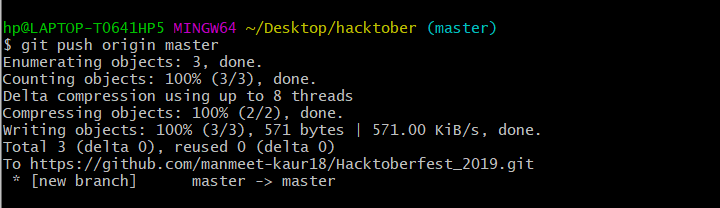 hp@LAPTOP-TO641HP5 MINGW64 ~/Desktop/hacktober (master)
$ git push origin master
Enumerating objects: 3, done.
Counting objects: 100% (3/3), done.
Delta compression using up to 8 threads
Compressing objects: 100% (2/2), done.
Writing objects: 100% (3/3), 571 bytes | 571.00 KiB/s, done.
Total 3 (delta 0), reused 0 (delta 0)
To https://github.com/manmeet-kaur18/Hacktoberfest_2019.git
 * [new branch]      master -> master